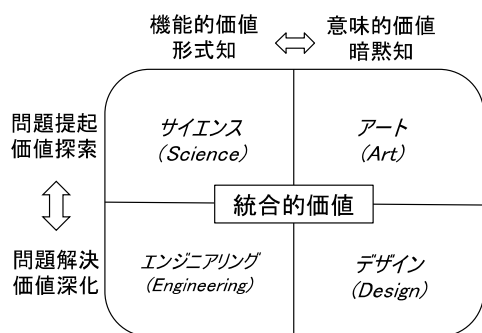 機能的価値
形式知
意味的価値
暗黙知
問題提起
価値探索
サイエンス
(Science)
アート
(Art)
統合的価値
問題解決
価値深化
エンジニアリング
(Engineering)
デザイン
(Design)